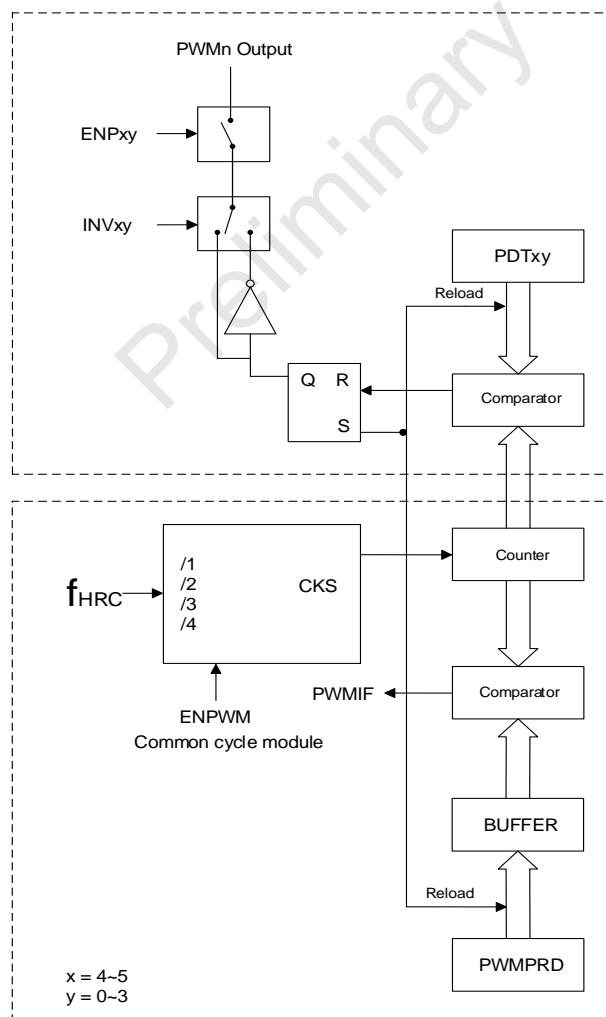 PWMn Output
ENPxy
INVxy
PDTxy
Reload
Q R
S
Comparator
fHRC
/1
/2
/3
/4
CKS
Counter
ENPWM
Common cycle module
PWMIF
Comparator
BUFFER
Reload
PWMPRD
x = 4~5
y = 0~3
Preliminary